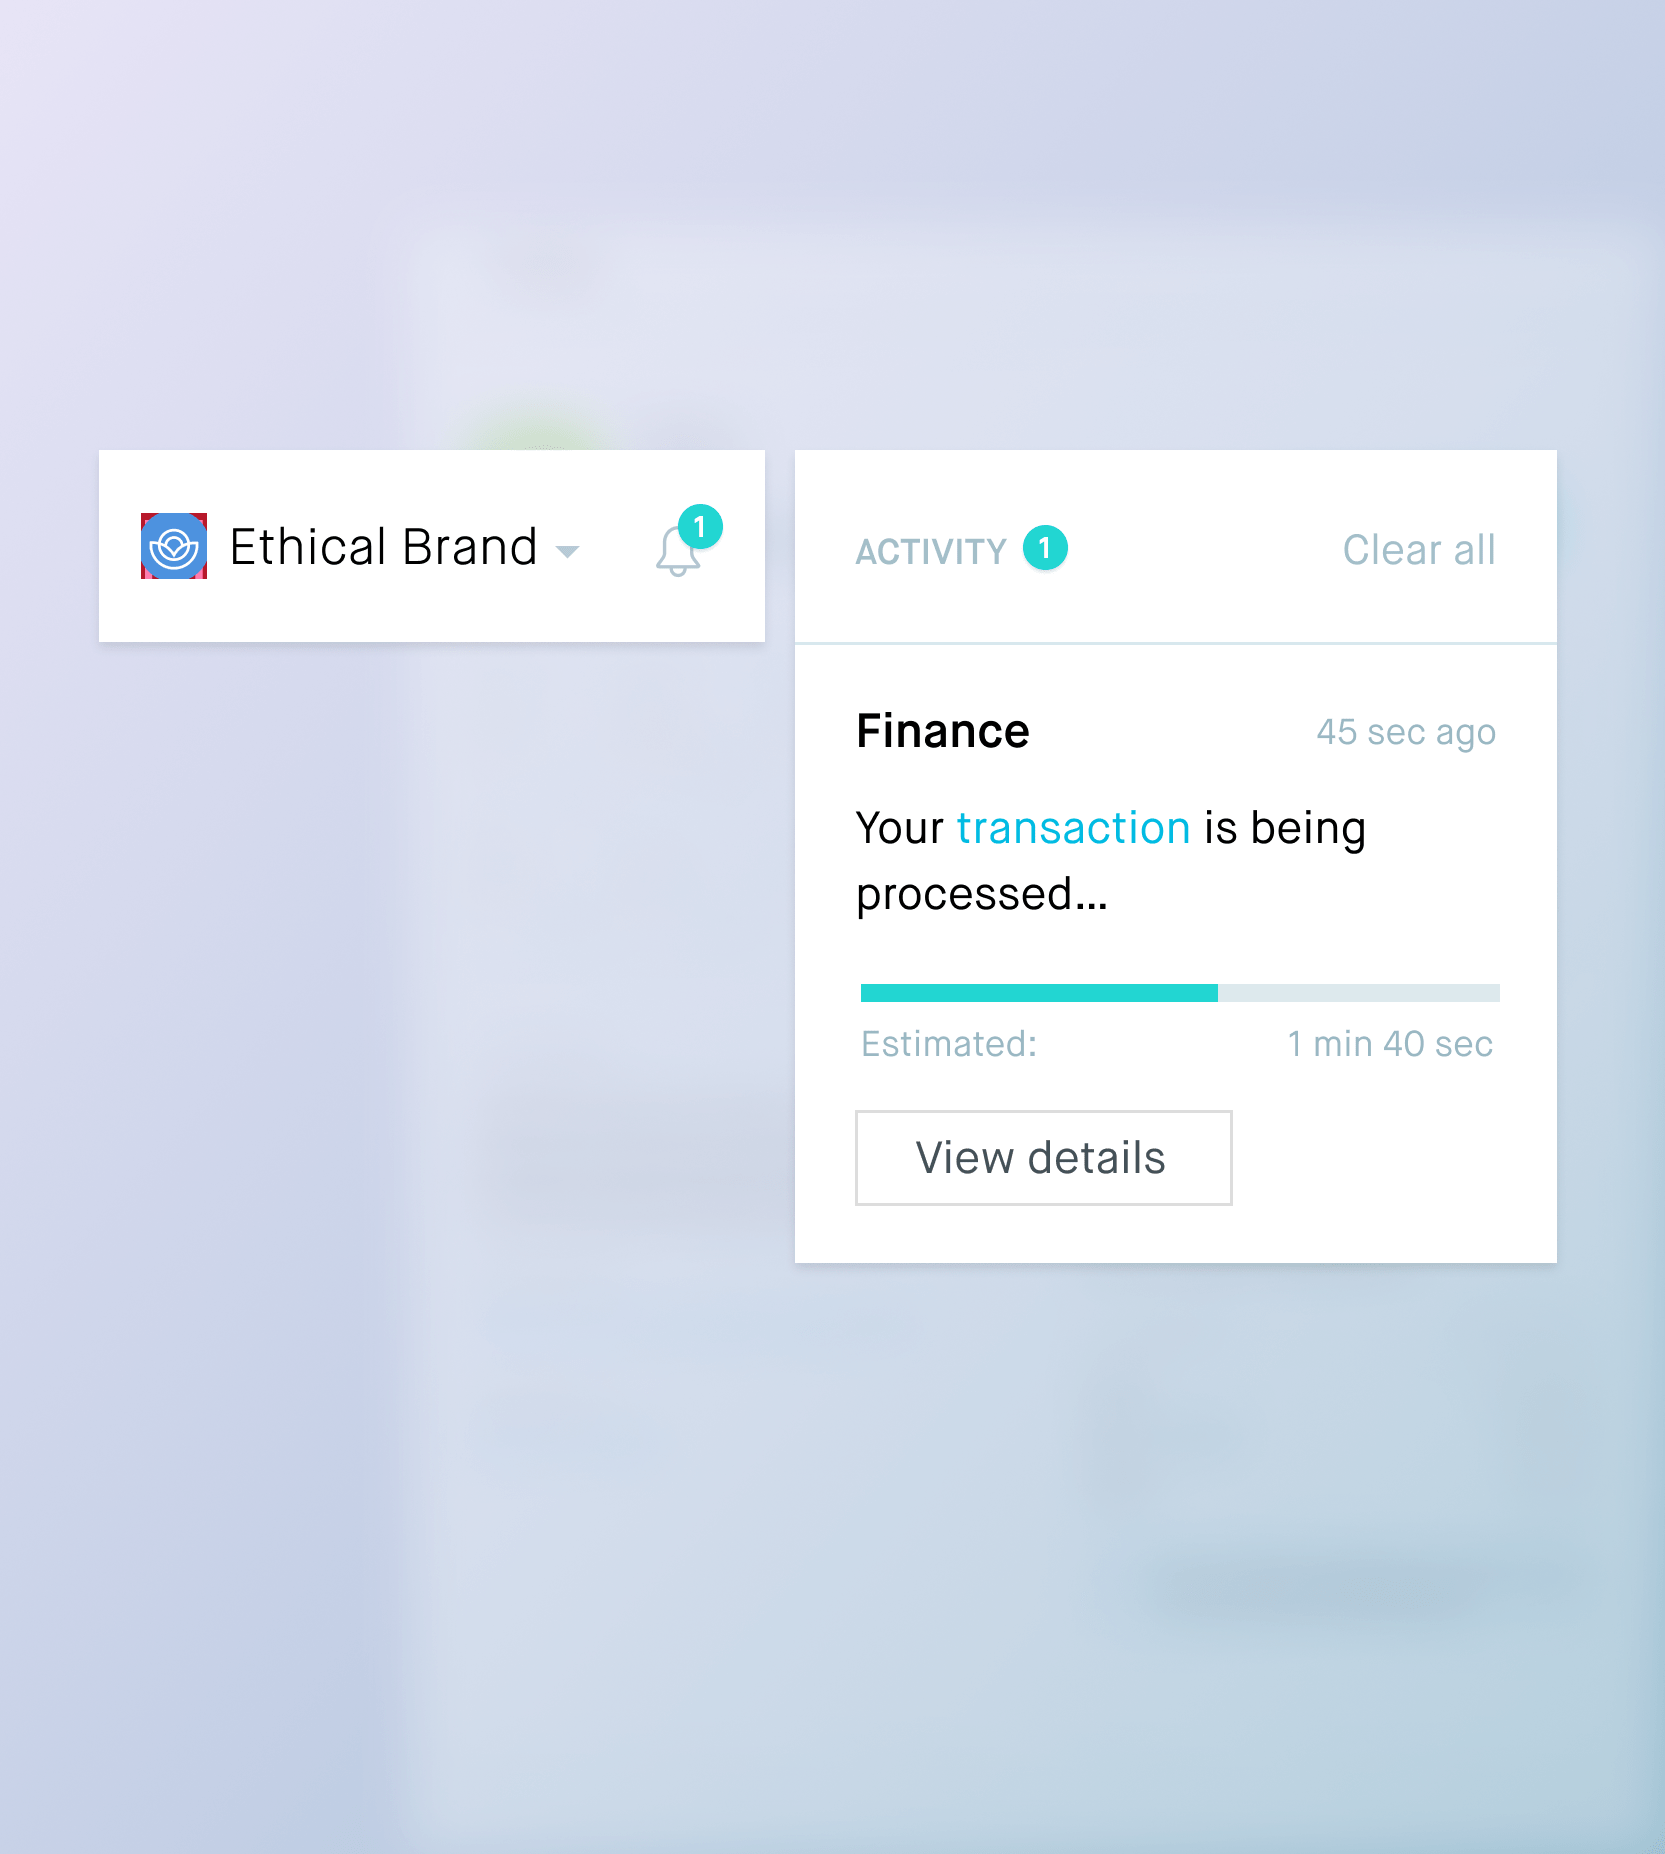 Ethical Brand
1
ACTIVITY 1
Clear all
Finance
45 sec ago
Your transaction is being
processed...
Estimated:
1 min 40 sec
View details